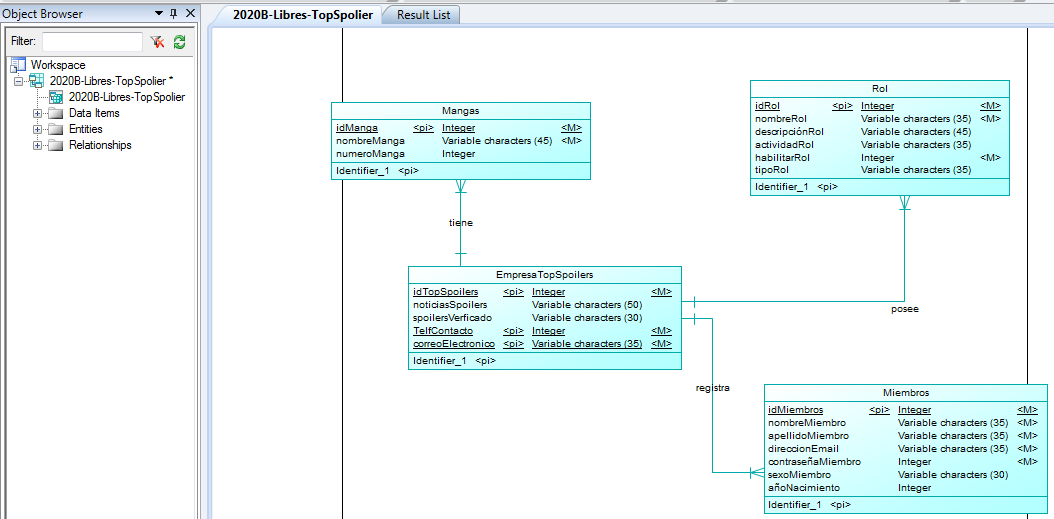 Object Browser
2020B-Libres-TopSpolier
Result List
Filter:
Workspace
2020B-Libres-TopSpolier *
2020B-Libres-TopSpolier
Data Items
Entities
Relationships
Mangas
idManga <pi> Integer <M>
nombreManga Variable characters (45) <M>
numeroManga Integer
Identifier_1 <pi>
Rol
idRol <pi> Integer <M>
nombreRol Variable characters (35) <M>
descripciónRol Variable characters (45)
actividadRol Variable characters (35)
habilitarRol Integer <M>
tipoRol Variable characters (35)
Identifier_1 <pi>
tiene
EmpresaTopSpoilers
idTopSpoilers <pi> Integer <M>
noticiasSpoilers Variable characters (50)
spoilersVerficado Variable characters (30)
TelfContacto <pi> Integer <M>
correoElectronico <pi> Variable characters (35) <M>
Identifier_1 <pi>
posee
registra
Miembros
idMiembros <pi> Integer <M>
nombreMiembro Variable characters (35) <M>
apellidoMiembro Variable characters (35) <M>
direccionEmail Variable characters (35) <M>
contraseñaMiembro Integer <M>
sexoMiembro Variable characters (30)
añoNacimiento Integer
Identifier_1 <pi>